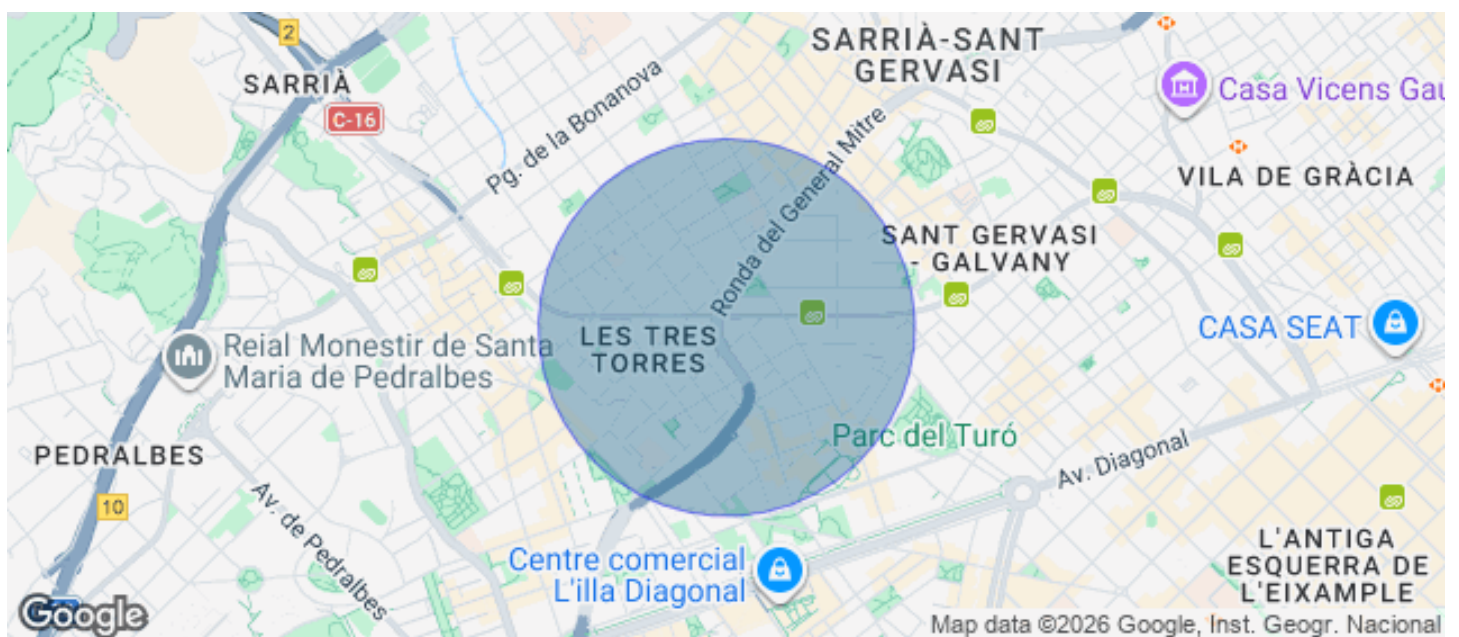 SARRIÀ-SANT
GERVASI
2
SARRIÀ
Casa Vicens Gau
C-16
Pg. de la Bonanova
Ronda del General Mitre
VILA DE GRÀCIA
SANT GERVASI
- GALVANY
CASA SEAT
LES TRES
TORRES
Reial Monestir de Santa
Maria de Pedralbes
Parc del Turó
PEDRALBES
Av. Diagonal
10
Av. de Pedralbes
L'ANTIGA
ESQUERRA DE
L'EIXAMPLE
Centre comercial
L'illa Diagonal
Google
Map data ©2026 Google, Inst. Geogr. Nacional